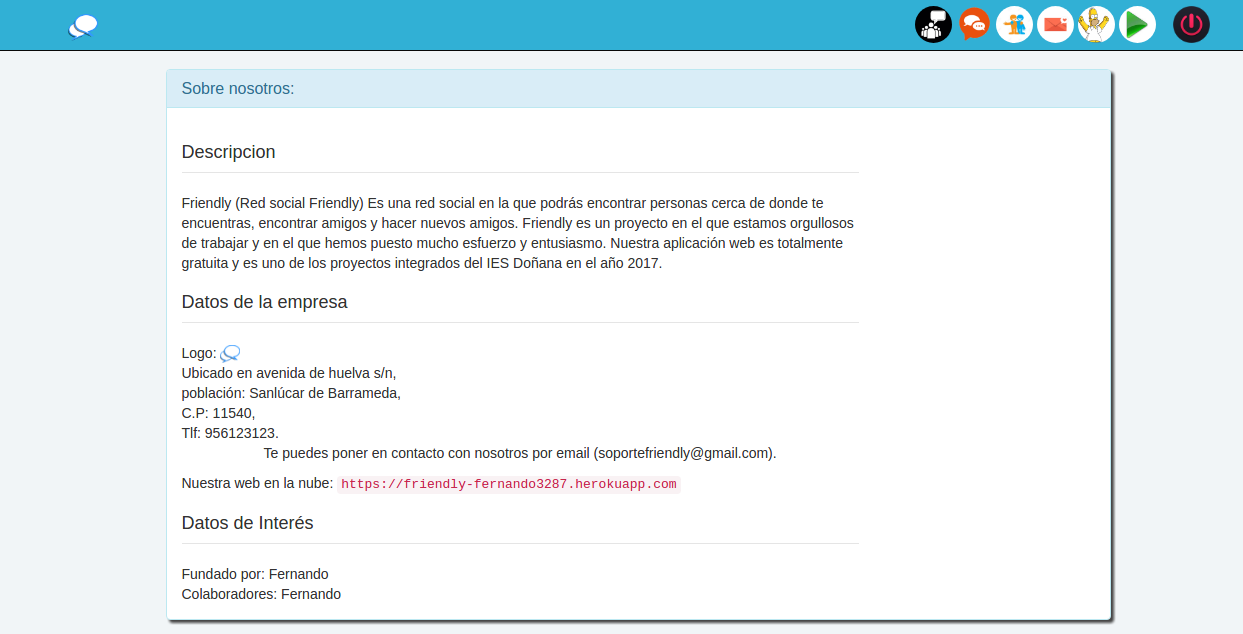 Sobre nosotros:
Descripcion
Friendly (Red social Friendly) Es una red social en la que podrás encontrar personas cerca de donde te
encuentras, encontrar amigos y hacer nuevos amigos. Friendly es un proyecto en el que estamos orgullosos
de trabajar y en el que hemos puesto mucho esfuerzo y entusiasmo. Nuestra aplicación web es totalmente
gratuita y es uno de los proyectos integrados del IES Doñana en el año 2017.
Datos de la empresa
Logo:
Ubicado en avenida de huelva s/n,
población: Sanlúcar de Barrameda,
C.P: 11540,
Tlf: 956123123.
Te puedes poner en contacto con nosotros por email (soportefriendly@gmail.com).
Nuestra web en la nube: https://friendly-fernando3287.herokuapp.com
Datos de Interés
Fundado por: Fernando
Colaboradores: Fernando